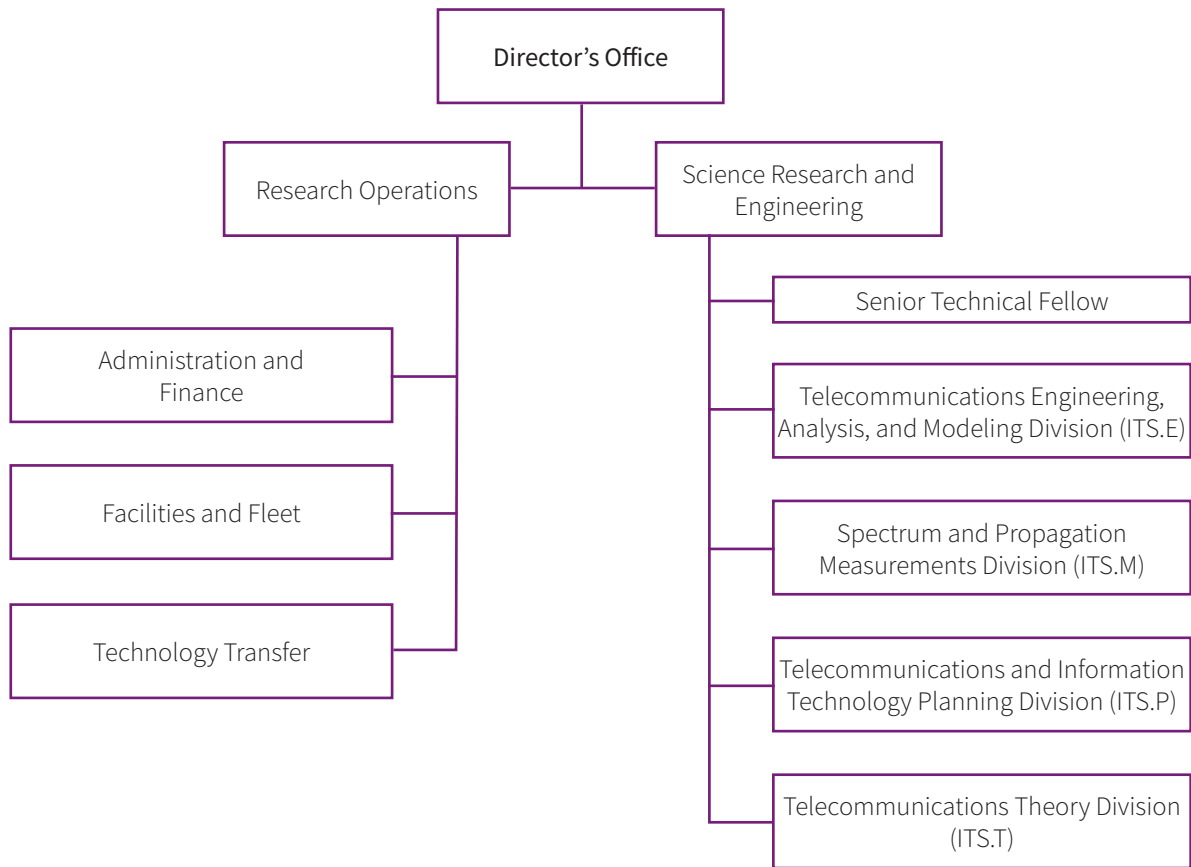 Director’s Office
Research Operations
Science Research and
Engineering
Administration and
Finance
Facilities and Fleet
Technology Transfer
Senior Technical Fellow
Telecommunications Engineering,
Analysis, and Modeling Division (ITS.E)
Spectrum and Propagation
Measurements Division (ITS.M)
Telecommunications and Information
Technology Planning Division (ITS.P)
Telecommunications Theory Division
(ITS.T)